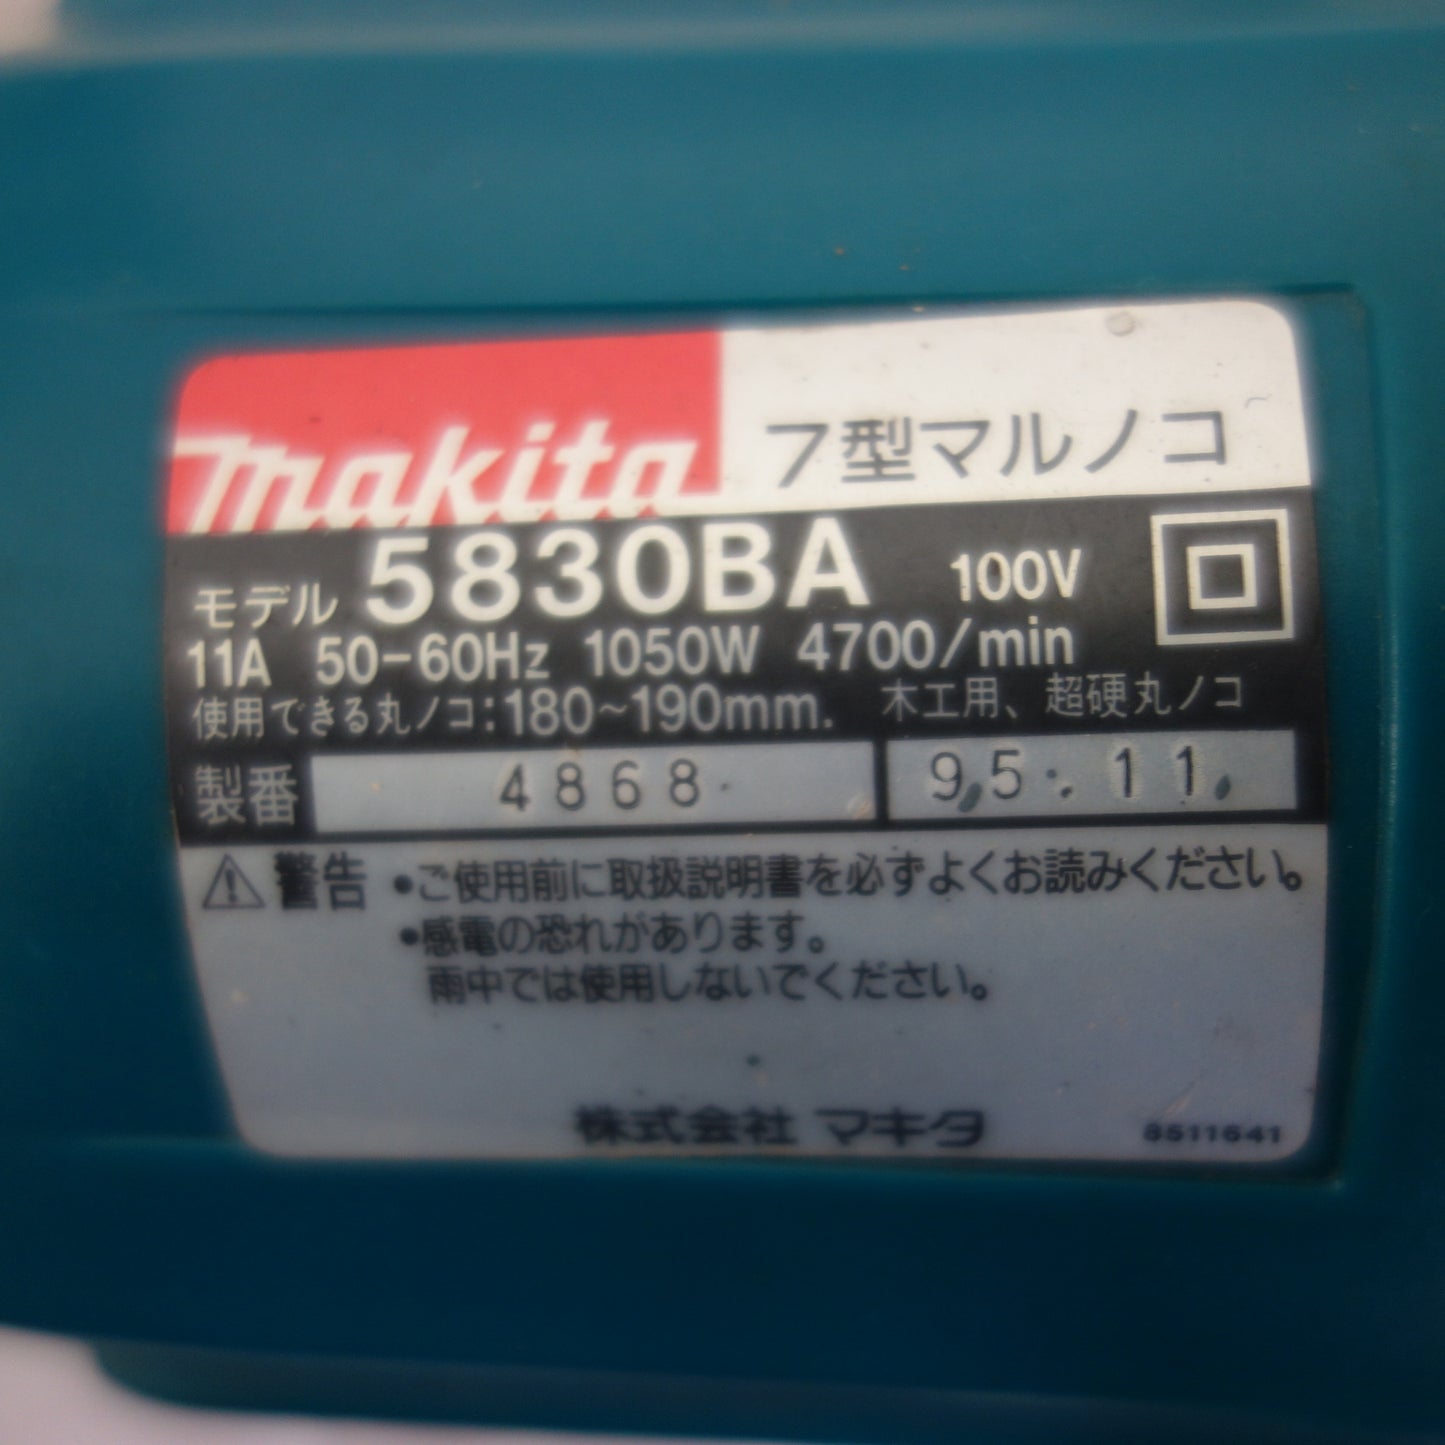 makita 7型マルノコ
モデル 5830BA 100V
11A 50-60Hz 1050W 4700/min
使用できる丸ノコ:180~190mm. 木工用、超硬丸ノコ
製番 4868 95.11
警告 •ご使用前に取扱説明書を必ずよくお読みください。
•感電の恐れがあります。
雨中では使用しないでください。
株式会社 マキタ 8511641